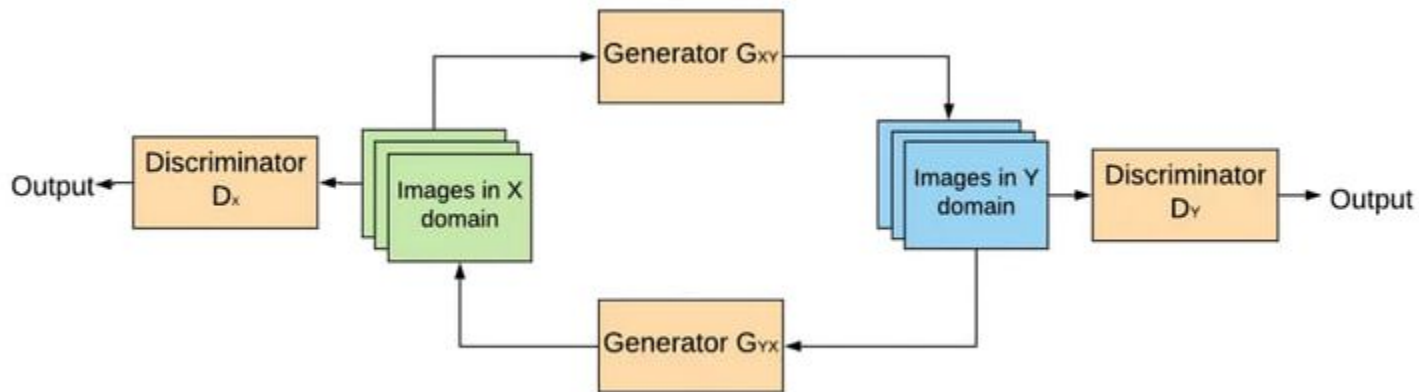 Generator GXY
Discriminator
DX
Output
Images in X
domain
Images in Y
domain
Discriminator
DY
Output
Generator GYX